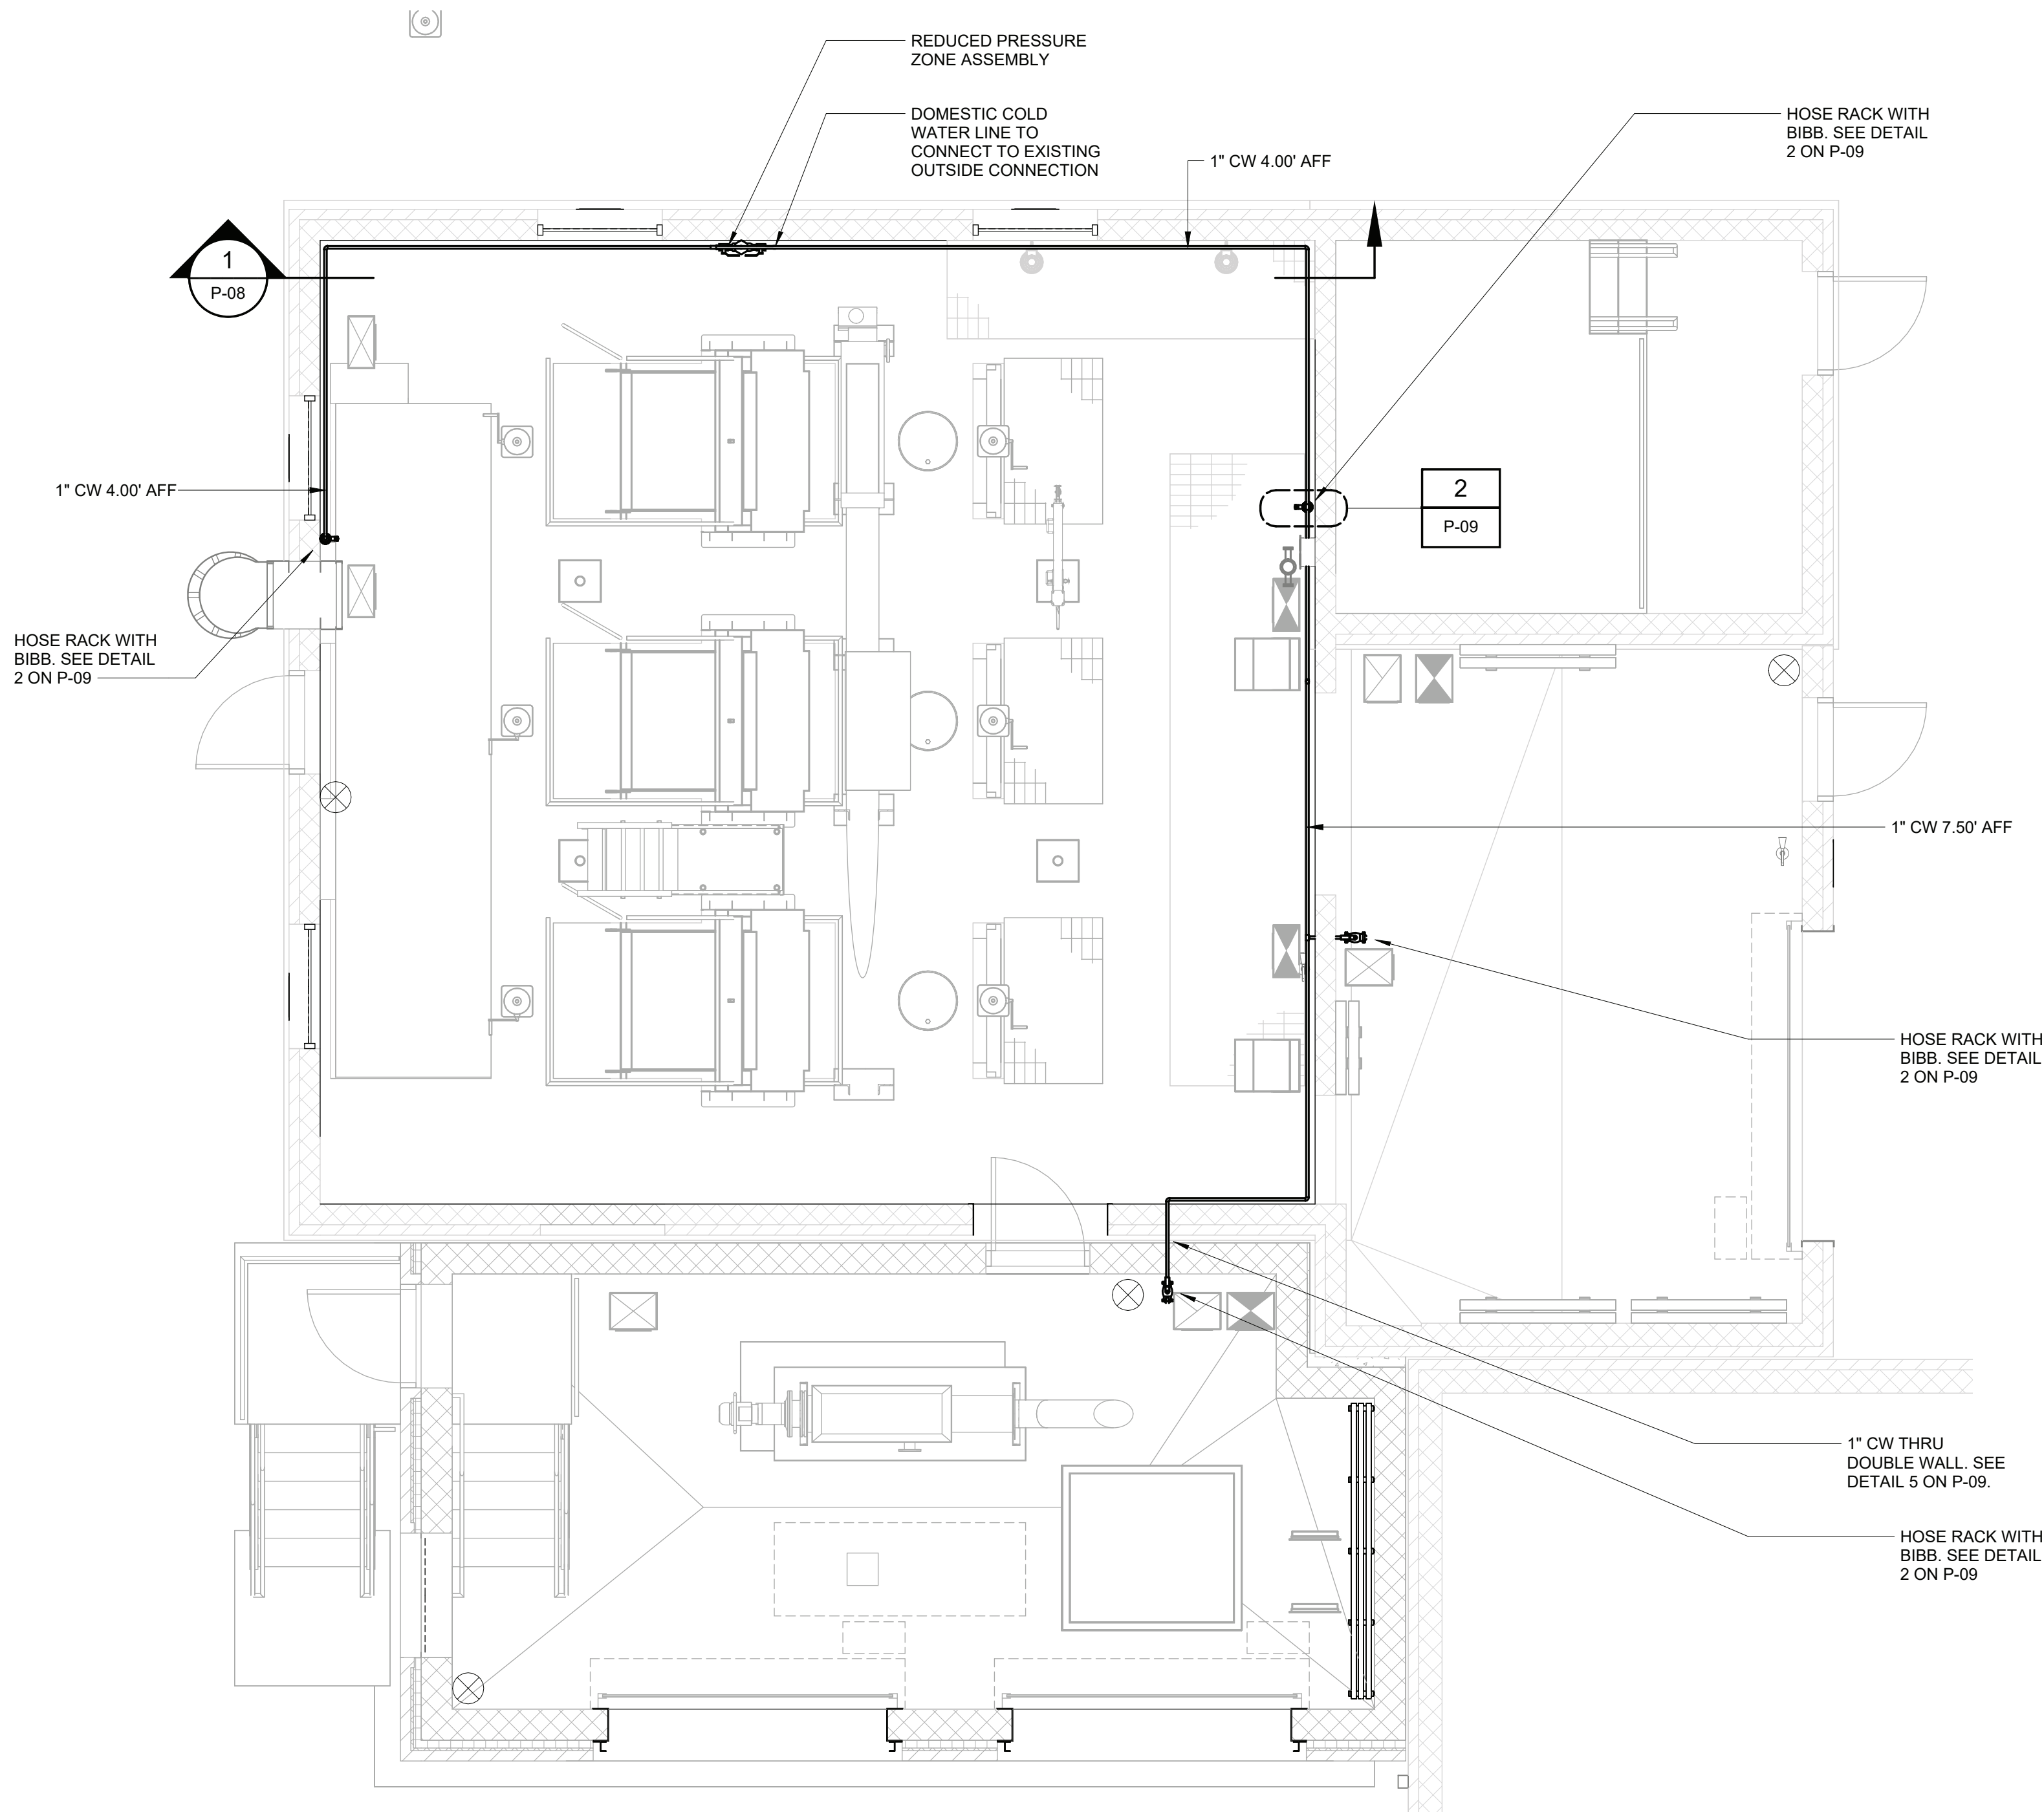 REDUCED PRESSURE
ZONE ASSEMBLY
DOMESTIC COLD
WATER LINE TO
CONNECT TO EXISTING
OUTSIDE CONNECTION
1" CW 4.00' AFF
HOSE RACK WITH
BIBB. SEE DETAIL
2 ON P-09
1
P-08
1" CW 4.00' AFF
2
P-09
HOSE RACK WITH
BIBB. SEE DETAIL
2 ON P-09
1" CW 7.50' AFF
HOSE RACK WITH
BIBB. SEE DETAIL
2 ON P-09
1" CW THRU
DOUBLE WALL. SEE
DETAIL 5 ON P-09.
HOSE RACK WITH
BIBB. SEE DETAIL
2 ON P-09